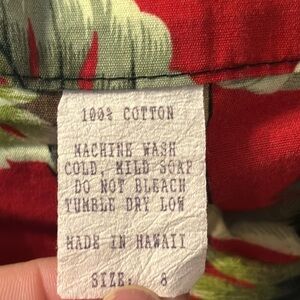 100% COTTON
MACHINE WASH
COLD, MILD SOAP
DO NOT BLEACH
TUMBLE DRY LOW
MADE IN HAWAII
SIZE: 8